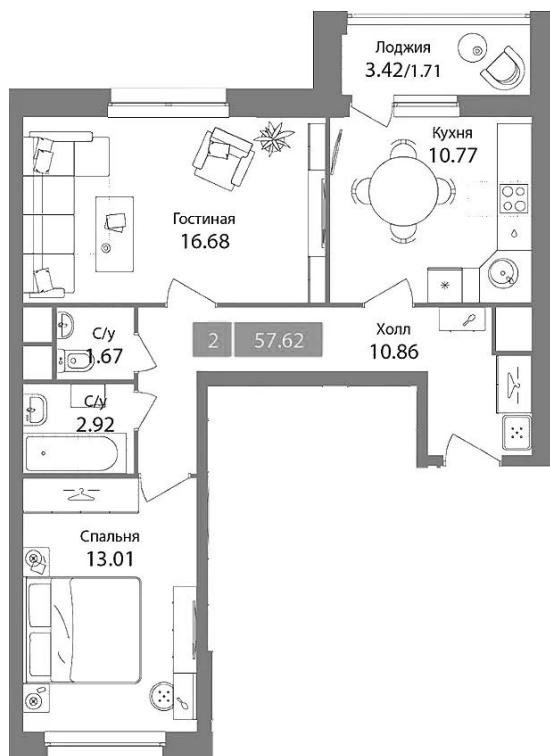 Лоджия
3.42/1.71
Кухня
10.77
Гостиная
16.68
С/у
1.67
2 57.62
Холл
10.86
С/у
2.92
Спальня
13.01